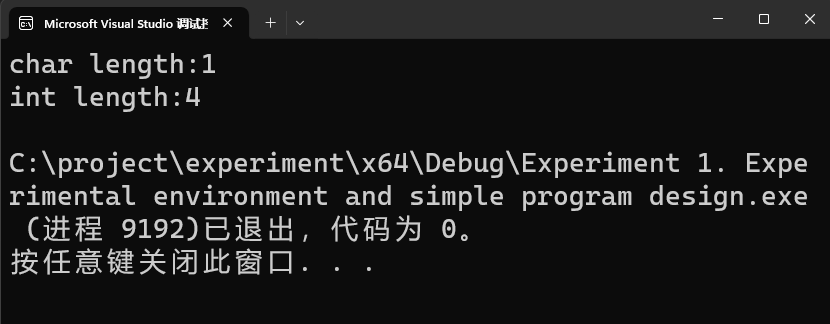 Microsoft Visual Studio 调试
char length:1
int length:4
C:\project\experiment\x64\Debug\Experiment 1. Expe
rimental environment and simple program design.exe
(进程 9192)已退出，代码为 0。
按任意键关闭此窗口. . .